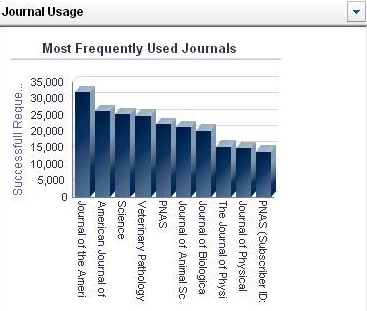 Journal Usage
Most Frequently Used Journals
Successfull Reque...
35,000
30,000
25,000
20,000
15,000
10,000
5,000
0
Journal of the Ameri
American Journal of
Science
Veterinary Pathology
PNAS
Journal of Animal Sc
Journal of Biologica
The Journal of Physi
Journal of Physical
PNAS (Subscriber ID: